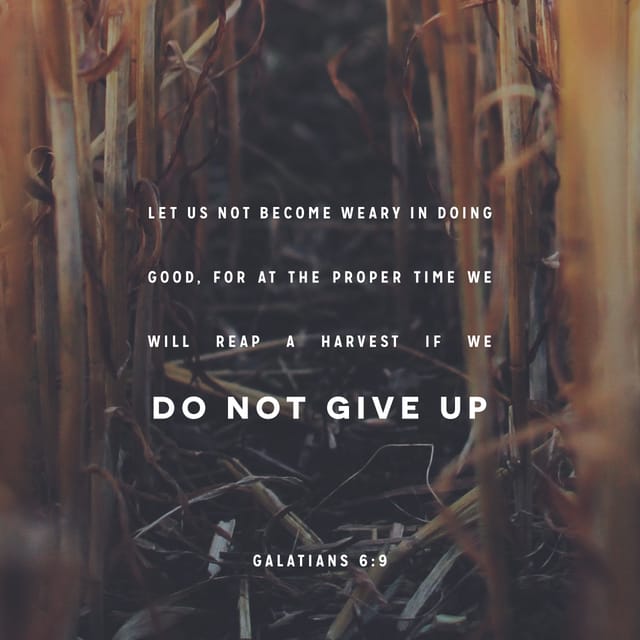 LET US NOT BECOME WEARY IN DOING
GOOD, FOR AT THE PROPER TIME WE
WILL REAP A HARVEST IF WE
DO NOT GIVE UP
GALATIANS 6:9